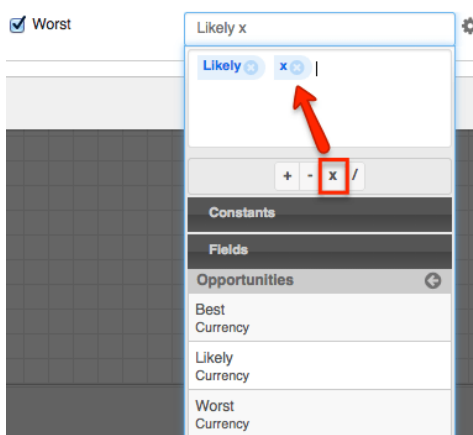 Worst
Likely x
Likely x
+ - x /
Constants
Fields
Opportunities
Best
Currency
Likely
Currency
Worst
Currency